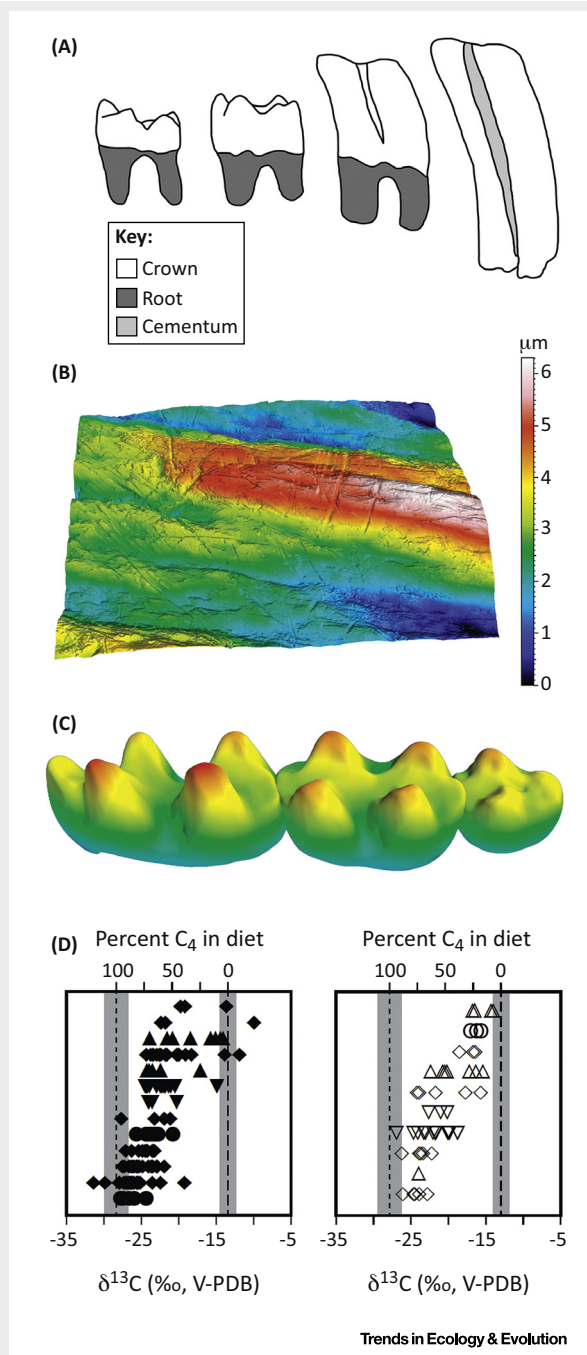 (A)
Key:
Crown
Root
Cementum
(B)
μm
6
5
4
3
2
1
0
(C)
(D)
Percent C₄ in diet
100 75 50 0
-35 -25 -15 -5
δ¹³C (‰, V-PDB)
Percent C₄ in diet
100 75 50 0
-35 -25 -15 -5
δ¹³C (‰, V-PDB)
Trends in Ecology & Evolution